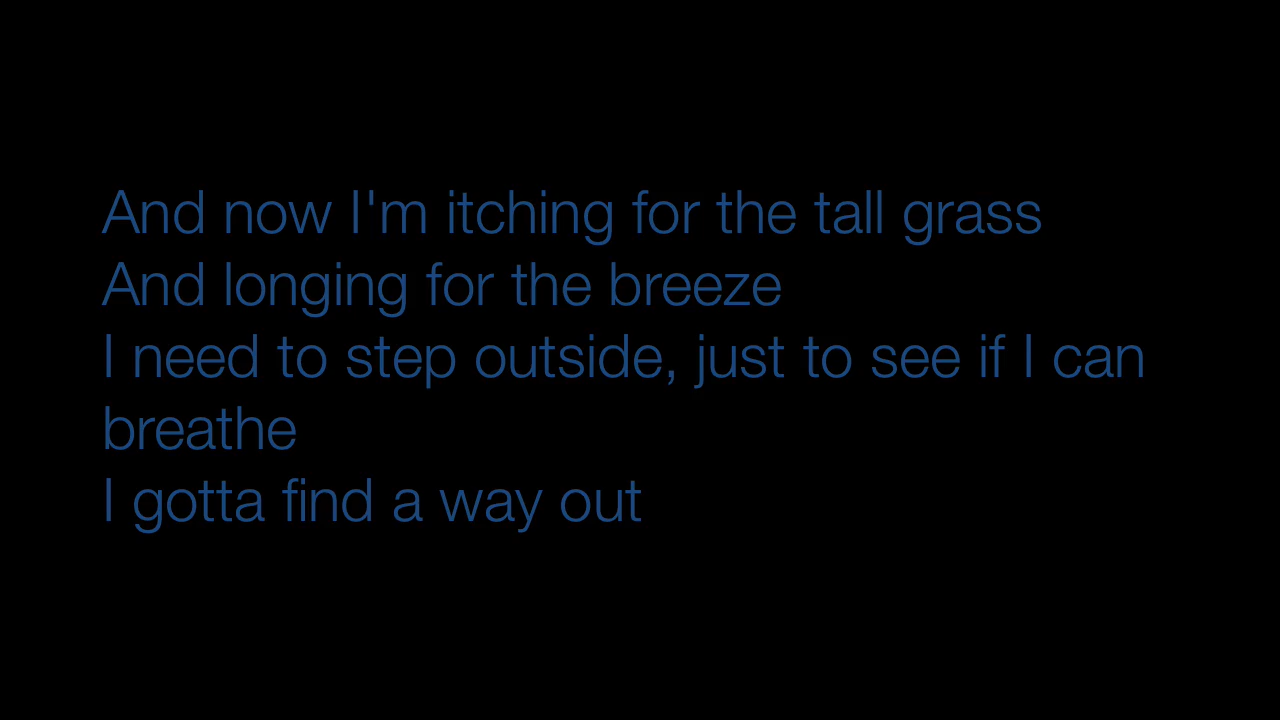 And now I'm itching for the tall grass
And longing for the breeze
I need to step outside, just to see if I can
breathe
I gotta find a way out